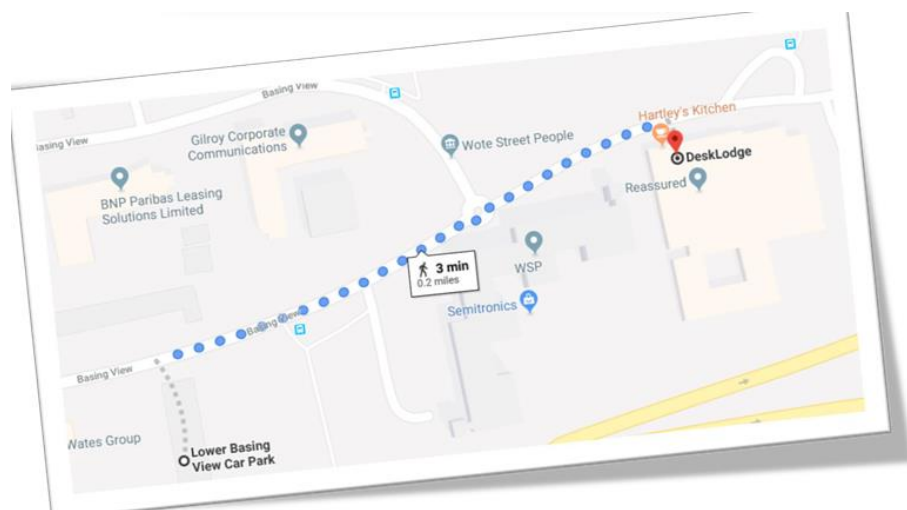 Basing View
Basing View
Gilroy Corporate
Communications
Wote Street People
Hartley's Kitchen
DeskLodge
Reassured
BNP Paribas Leasing
Solutions Limited
3 min
0.2 miles
WSP
Semitronics
Basing View
Basing View
Wates Group
Lower Basing
View Car Park